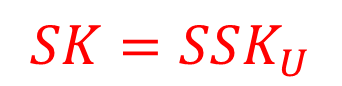 SK = SSK_U